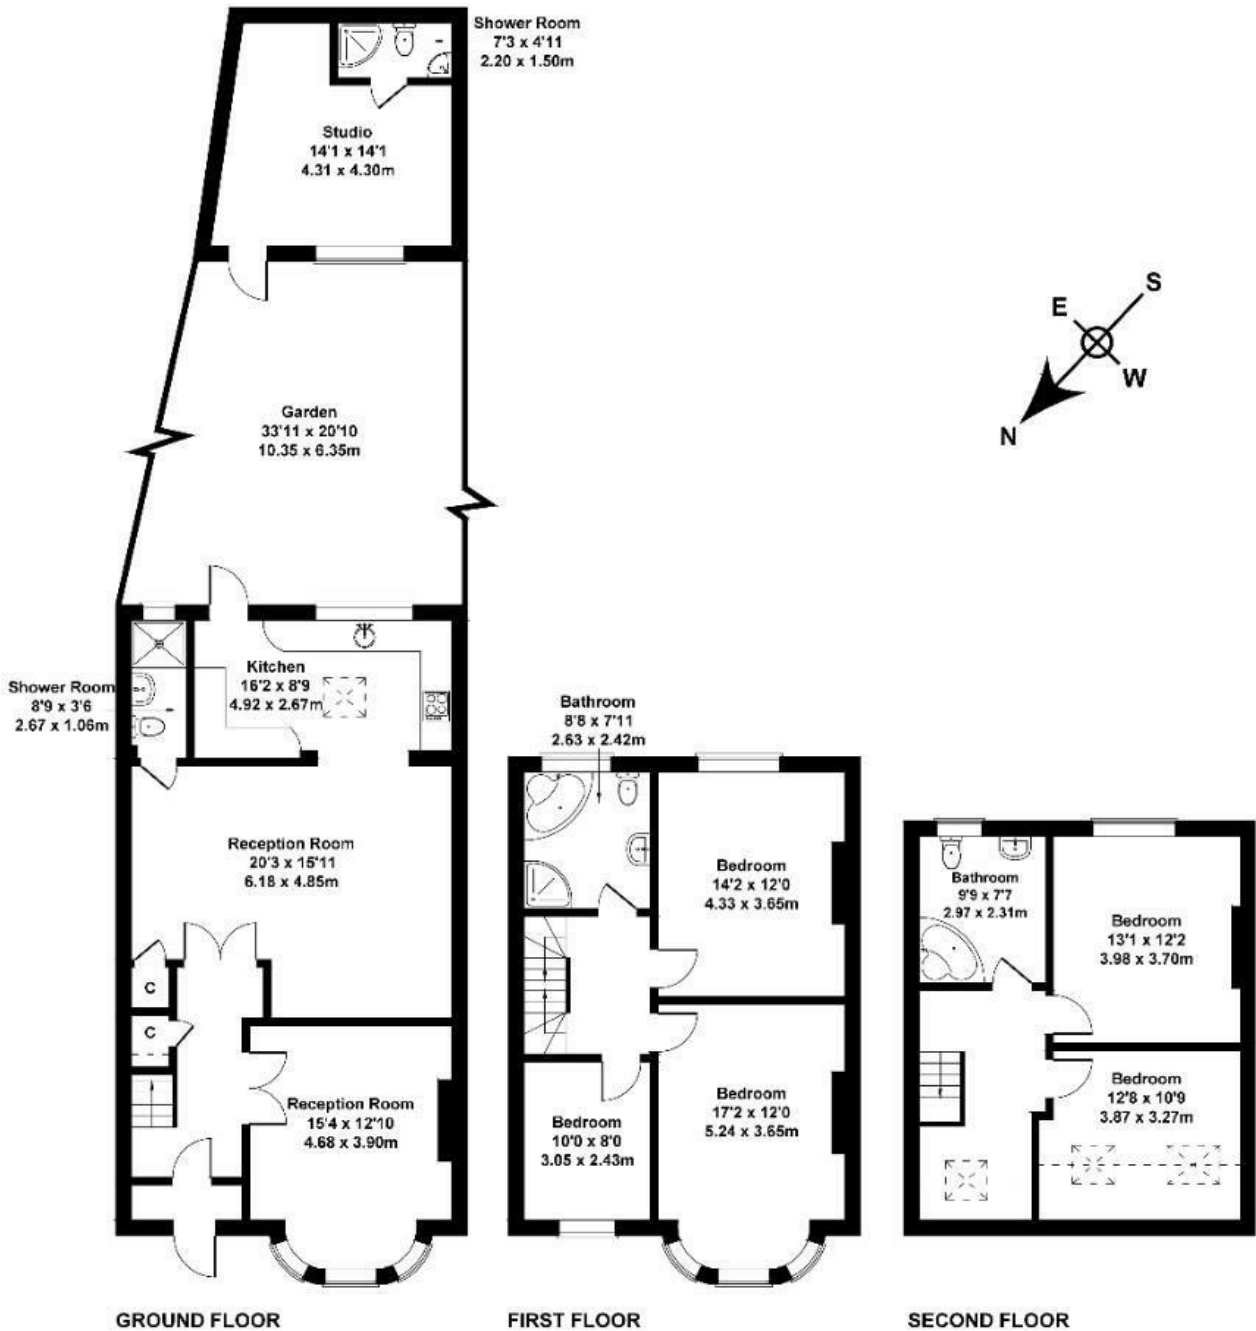 Shower Room
7'3 x 4'11
2.20 x 1.50m
Studio
14'1 x 14'1
4.31 x 4.30m
S
E
W
N
Garden
33'11 x 20'10
10.35 x 6.35m
Shower Room
8'9 x 3'6
2.67 x 1.06m
Kitchen
16'2 x 8'9
4.92 x 2.67m
Reception Room
20'3 x 15'11
6.18 x 4.85m
C
C
Reception Room
15'4 x 12'10
4.68 x 3.90m
GROUND FLOOR
Bathroom
8'8 x 7'11
2.63 x 2.42m
Bedroom
14'2 x 12'0
4.33 x 3.65m
Bedroom
17'2 x 12'0
5.24 x 3.65m
Bedroom
10'0 x 8'0
3.05 x 2.43m
FIRST FLOOR
Bathroom
9'9 x 7'7
2.97 x 2.31m
Bedroom
13'1 x 12'2
3.98 x 3.70m
Bedroom
12'8 x 10'9
3.87 x 3.27m
SECOND FLOOR